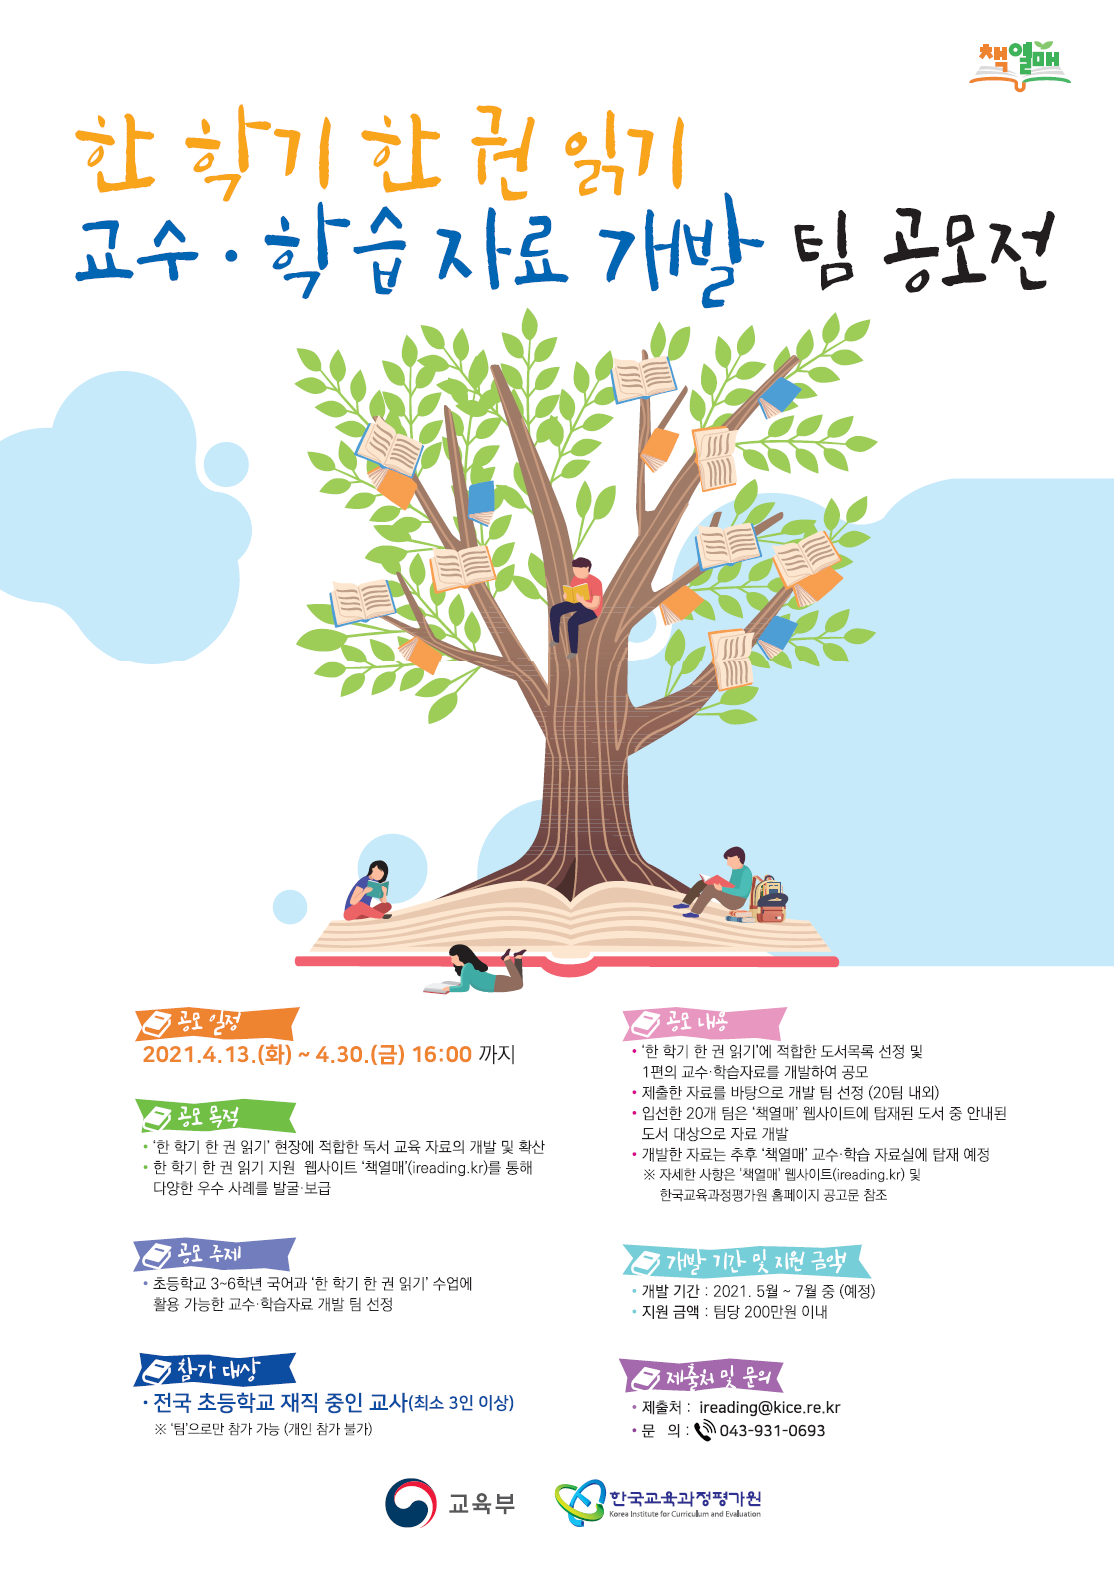 책열매
한 학기 한 권 읽기
교수·학습 자료 개발 팀 공모전
공모 일정
2021.4.13.(화) ~ 4.30.(금) 16:00 까지
공모 목적
• ‘한 학기 한 권 읽기’ 현장에 적합한 독서 교육 자료의 개발 및 확산
• 한 학기 한 권 읽기 지원 웹사이트 ‘책열매’(ireading.kr)를 통해
다양한 우수 사례를 발굴·보급
공모 주제
• 초등학교 3~6학년 국어과 ‘한 학기 한 권 읽기’ 수업에
활용 가능한 교수·학습자료 개발 팀 선정
참가 대상
• 전국 초등학교 재직 중인 교사(최소 3인 이상)
※ ‘팀’으로만 참가 가능 (개인 참가 불가)
공모 내용
• ‘한 학기 한 권 읽기’에 적합한 도서목록 선정 및
1편의 교수·학습자료를 개발하여 공모
• 제출한 자료를 바탕으로 개발 팀 선정 (20팀 내외)
• 입선한 20개 팀은 ‘책열매’ 웹사이트에 탑재된 도서 중 안내된
도서 대상으로 자료 개발
• 개발한 자료는 추후 ‘책열매’ 교수·학습 자료실에 탑재 예정
※ 자세한 사항은 '책열매' 웹사이트(ireading.kr) 및
한국교육과정평가원 홈페이지 공고문 참조
개발 기간 및 지원 금액
• 개발 기간 : 2021. 5월 ~ 7월 중 (예정)
• 지원 금액 : 팀당 200만원 이내
제출처 및 문의
• 제출처 : ireading@kice.re.kr
• 문 의 : 043-931-0693
교육부
한국교육과정평가원
Korea Institute for Curriculum and Evaluation